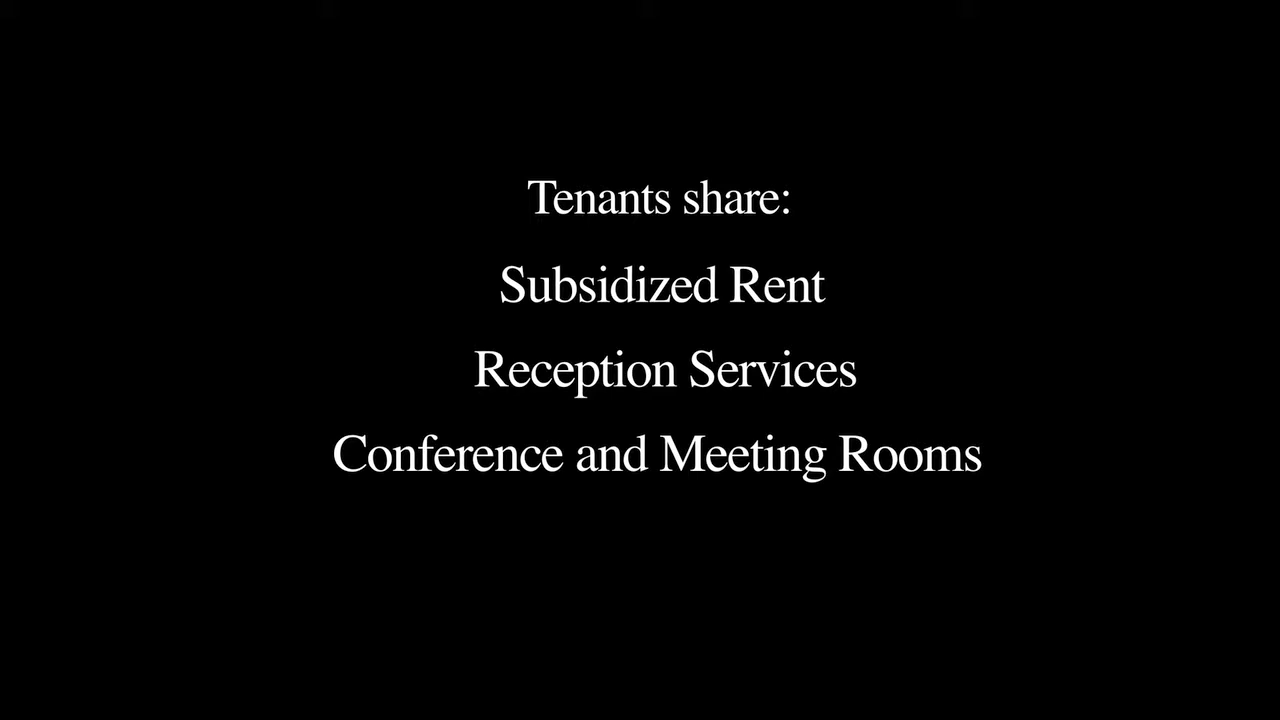 Tenants share:
Subsidized Rent
Reception Services
Conference and Meeting Rooms